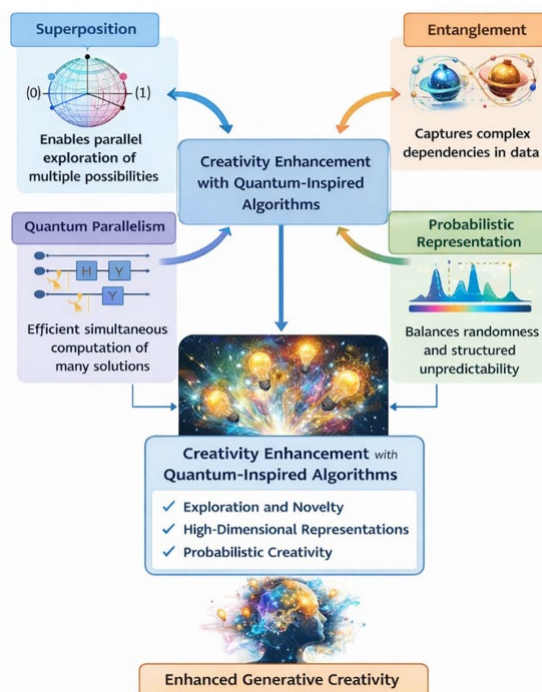 Superposition
(0)
(1)
Enables parallel
exploration of
multiple possibilities
Entanglement
Captures complex
dependencies in data
Creativity Enhancement
with Quantum-Inspired
Algorithms
Quantum Parallelism
H
Y
Y
Efficient simultaneous
computation of
many solutions
Probabilistic
Representation
Balances randomness
and structured
unpredictability
Creativity Enhancement with
Quantum-Inspired Algorithms
✓ Exploration and Novelty
✓ High-Dimensional Representations
✓ Probabilistic Creativity
Enhanced Generative Creativity